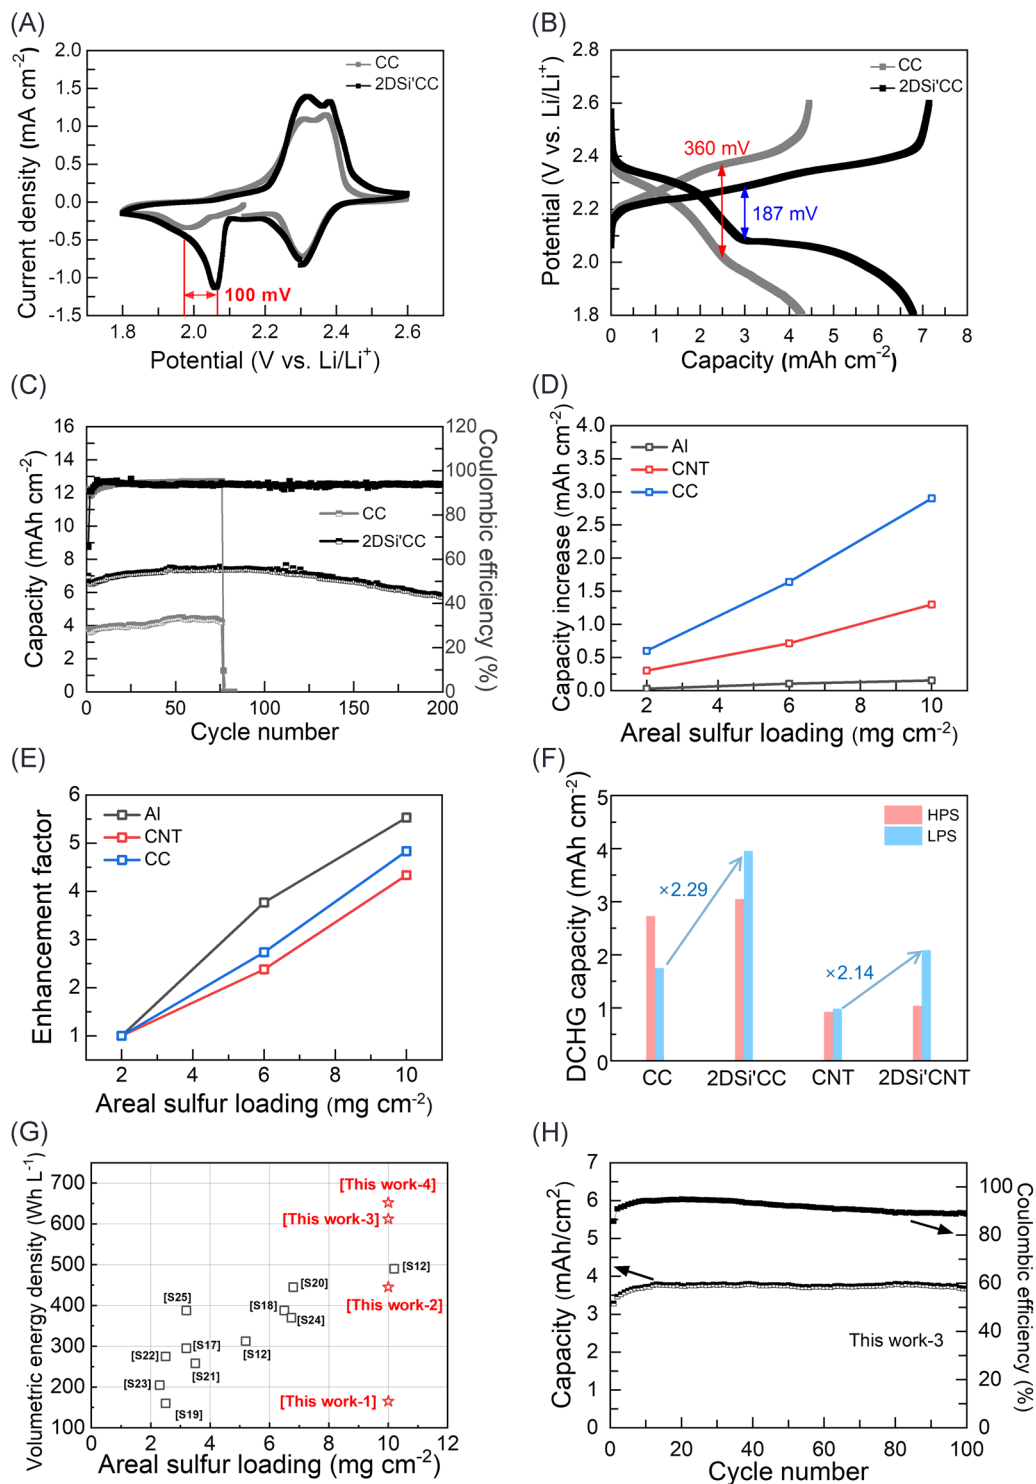 (A)
2.0
1.5
1.0
0.5
0.0
-0.5
-1.0
-1.5
Current density (mA cm-2)
CC
2DSi'CC
100 mV
1.8 2.0 2.2 2.4 2.6
Potential (V vs. Li/Li+)
(B)
2.8
2.6
2.4
2.2
2.0
1.8
Potential (V vs. Li/Li+)
CC
2DSi'CC
360 mV
187 mV
0 1 2 3 4 5 6 7 8
Capacity (mAh cm-2)
(C)
16
14
12
10
8
6
4
2
0
Capacity (mAh cm-2)
CC
2DSi'CC
120
100
80
60
40
20
0
Coulombic efficiency (%)
0 50 100 150 200
Cycle number
(D)
4.0
3.5
3.0
2.5
2.0
1.5
1.0
0.5
0.0
Capacity increase (mAh cm-2)
Al
CNT
CC
2 4 6 8 10
Areal sulfur loading (mg cm-2)
(E)
6
5
4
3
2
1
Enhancement factor
Al
CNT
CC
2 4 6 8 10
Areal sulfur loading (mg cm-2)
(F)
5
4
3
2
1
0
DCHG capacity (mAh cm-2)
HPS
LPS
×2.29
×2.14
CC 2DSi'CC CNT 2DSi'CNT
(G)
700
600
500
400
300
200
100
Volumetric energy density (Wh L-1)
[This work-4]
[This work-3]
[S12]
[S20]
[This work-2]
[S25]
[S18]
[S24]
[S17]
[S12]
[S22]
[S21]
[S23]
[This work-1]
[S19]
0 2 4 6 8 10 12
Areal sulfur loading (mg cm-2)
(H)
7
6
5
4
3
2
1
0
Capacity (mAh/cm2)
This work-3
100
80
60
40
20
0
Coulombic efficiency (%)
0 20 40 60 80 100
Cycle number